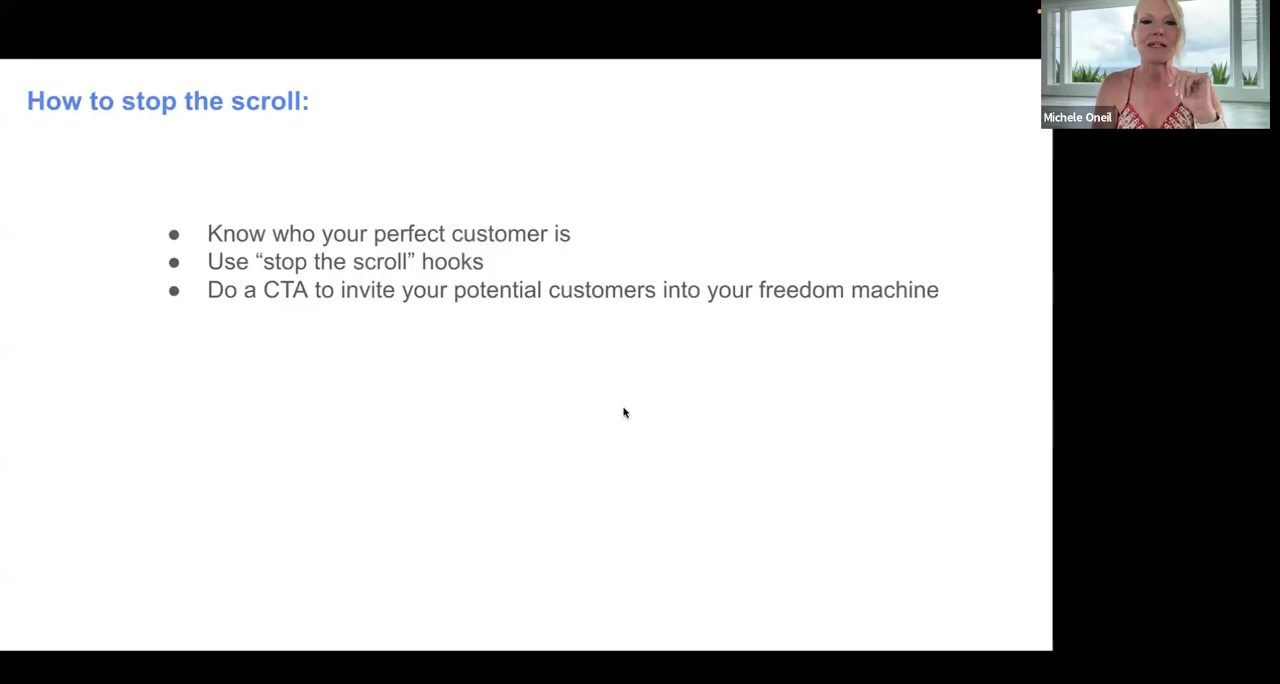 How to stop the scroll:
Michele Oneil
● Know who your perfect customer is
● Use “stop the scroll” hooks
● Do a CTA to invite your potential customers into your freedom machine